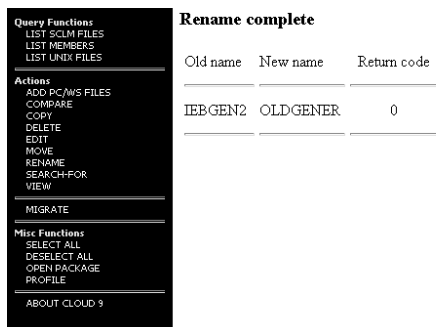 Query Functions
LIST SCLM FILES
LIST MEMBERS
LIST UNIX FILES
Actions
ADD PC/WS FILES
COMPARE
COPY
DELETE
EDIT
MOVE
RENAME
SEARCH-FOR
VIEW
MIGRATE
Misc Functions
SELECT ALL
DESELECT ALL
OPEN PACKAGE
PROFILE
ABOUT CLOUD 9
Rename complete
Old name New name Return code
IEBGEN2 OLDGENER 0